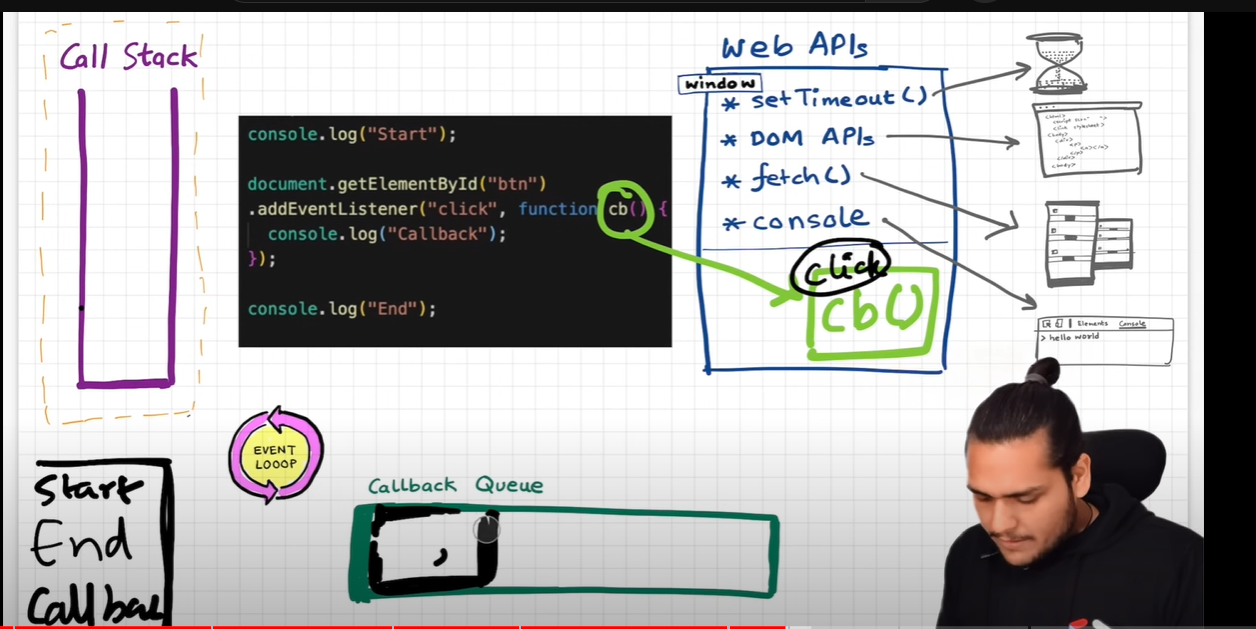 Call Stack
console.log("Start");
document.getElementById("btn")
.addEventListener("click", function cb() {
console.log("Callback");
});
console.log("End");
Web APIs
window
* setTimeout()
* DOM APIs
* fetch()
* console
click
cb()
Elements Console
> hello world
EVENT
LOOOP
Callback Queue
Start
End
Callbac